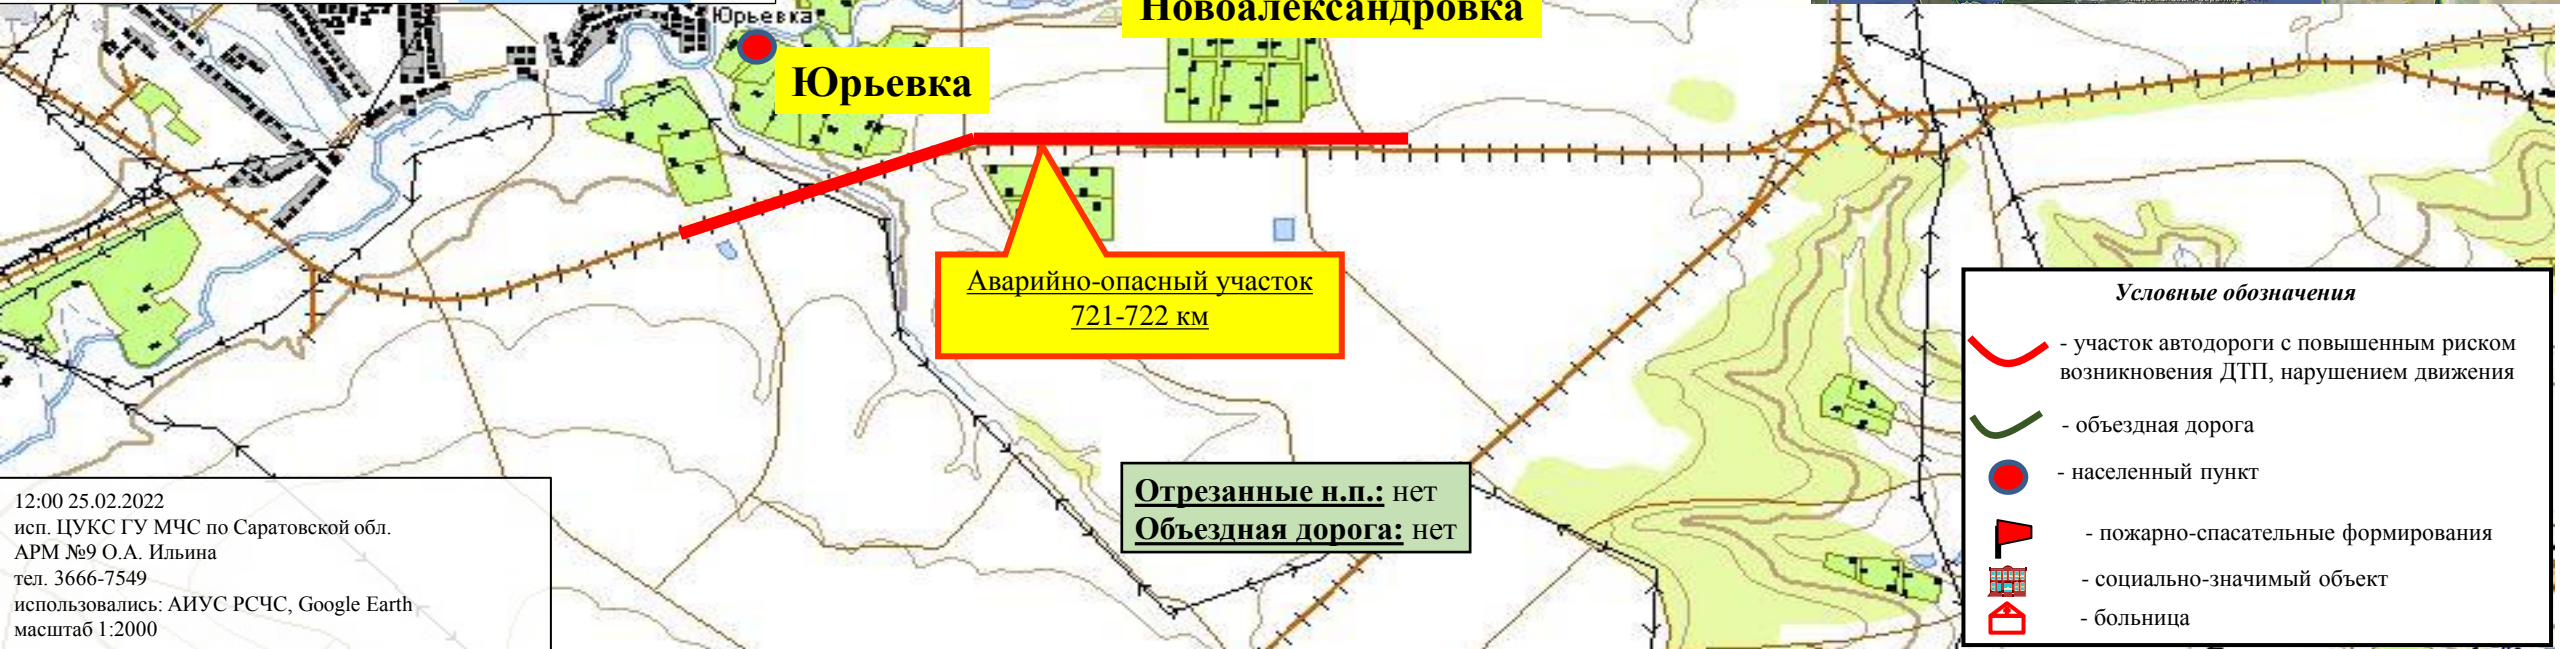 Новоалександровка
Юрьевка
Юрьевка
Аварийно-опасный участок
721-722 км
Условные обозначения
- участок автодороги с повышенным риском
возникновения ДТП, нарушением движения
- объездная дорога
- населенный пункт
- пожарно-спасательные формирования
- социально-значимый объект
- больница
Отрезанные н.п.: нет
Объездная дорога: нет
12:00 25.02.2022
исп. ЦУКС ГУ МЧС по Саратовской обл.
АРМ №9 О.А. Ильина
тел. 3666-7549
использовались: АИУС РСЧС, Google Earth
масштаб 1:2000